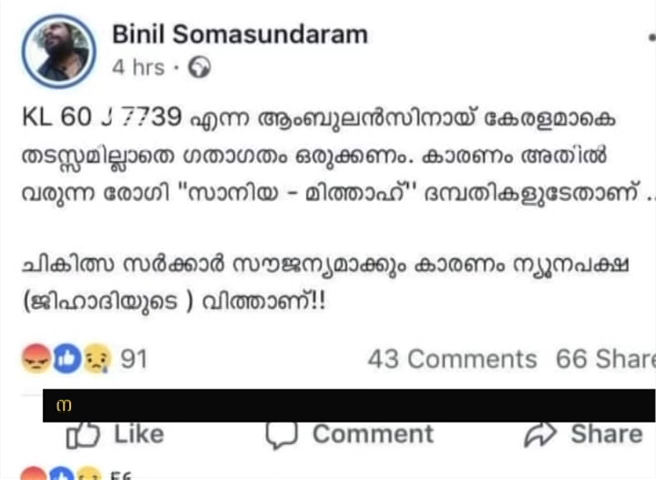 Binil Somasundaram
4 hrs ·
KL 60 J 7739 എന്ന ആംബുലൻസിനായ് കേരളമാകെ
തടസ്സമില്ലാതെ ഗതാഗതം ഒരുക്കണം. കാരണം അതിൽ
വരുന്ന രോഗി "സാനിയ - മിത്താഹ്" ദമ്പതികളുടേതാണ് ..
ചികിത്സ സർക്കാർ സൗജന്യമാക്കും കാരണം ന്യൂനപക്ഷ
(ജിഹാദിയുടെ ) വിത്താണ്!!
91 43 Comments 66 Share
ന
Like Comment Share